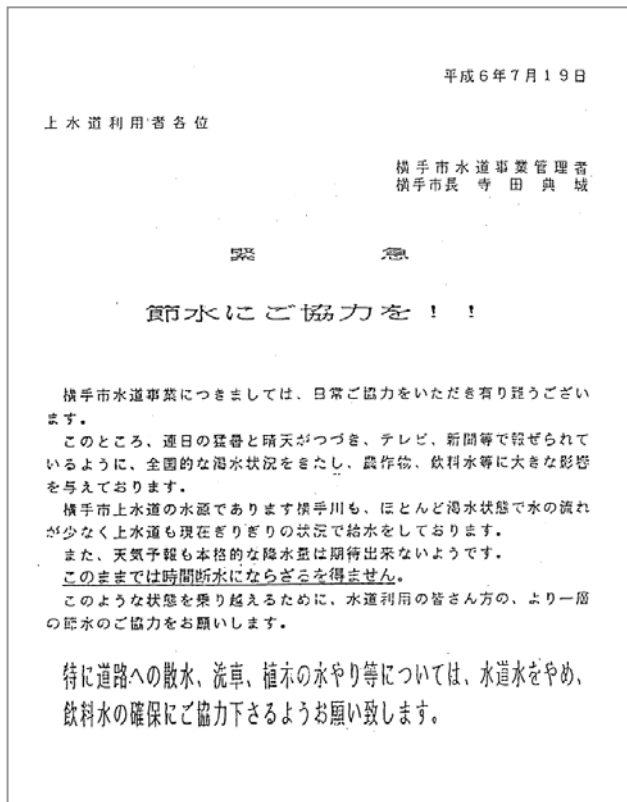 平成6年7月19日
上水道利用者各位
横手市水道事業管理者
横手市長 寺田典城
緊急
節水にご協力を!!
横手市水道事業につきましては、日常ご協力をいただき有り難うござい
ます。
このところ、連日の猛暑と晴天がつづき、テレビ、新聞等で報ぜられて
いるように、全国的な渇水状況をきたし、農作物、飲料水等に大きな影響
を与えております。
横手市上水道の水源であります横手川も、ほとんど渇水状態で水の流れ
が少なく上水道も現在ぎりぎりの状況で給水をしております。
また、天気予報も本格的な降水量は期待出来ないようです。
このままでは時間断水にならざるを得ません。
このような状態を乗り越えるために、水道利用の皆さん方の、より一層
の節水のご協力をお願いします。
特に道路への散水、洗車、植木の水やり等については、水道水をやめ、
飲料水の確保にご協力下さるようお願い致します。